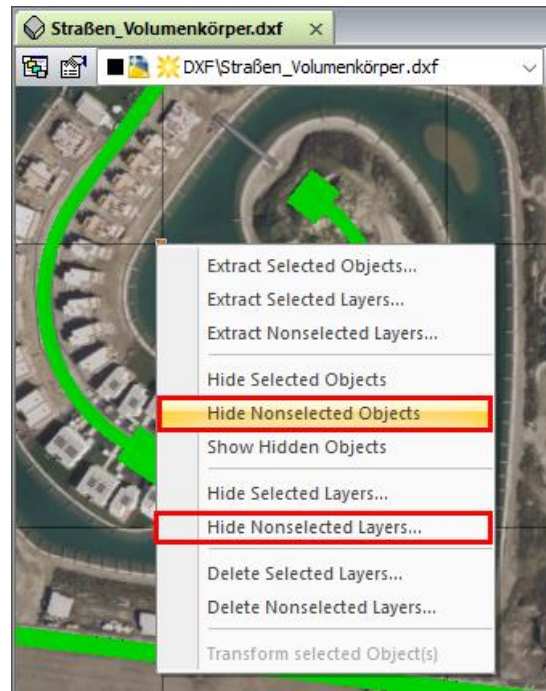 Straßen_Volumenkörper.dxf
DXF\Straßen_Volumenkörper.dxf
Extract Selected Objects...
Extract Selected Layers...
Extract Nonselected Layers...
Hide Selected Objects
Hide Nonselected Objects
Show Hidden Objects
Hide Selected Layers...
Hide Nonselected Layers...
Delete Selected Layers...
Delete Nonselected Layers...
Transform selected Object(s)